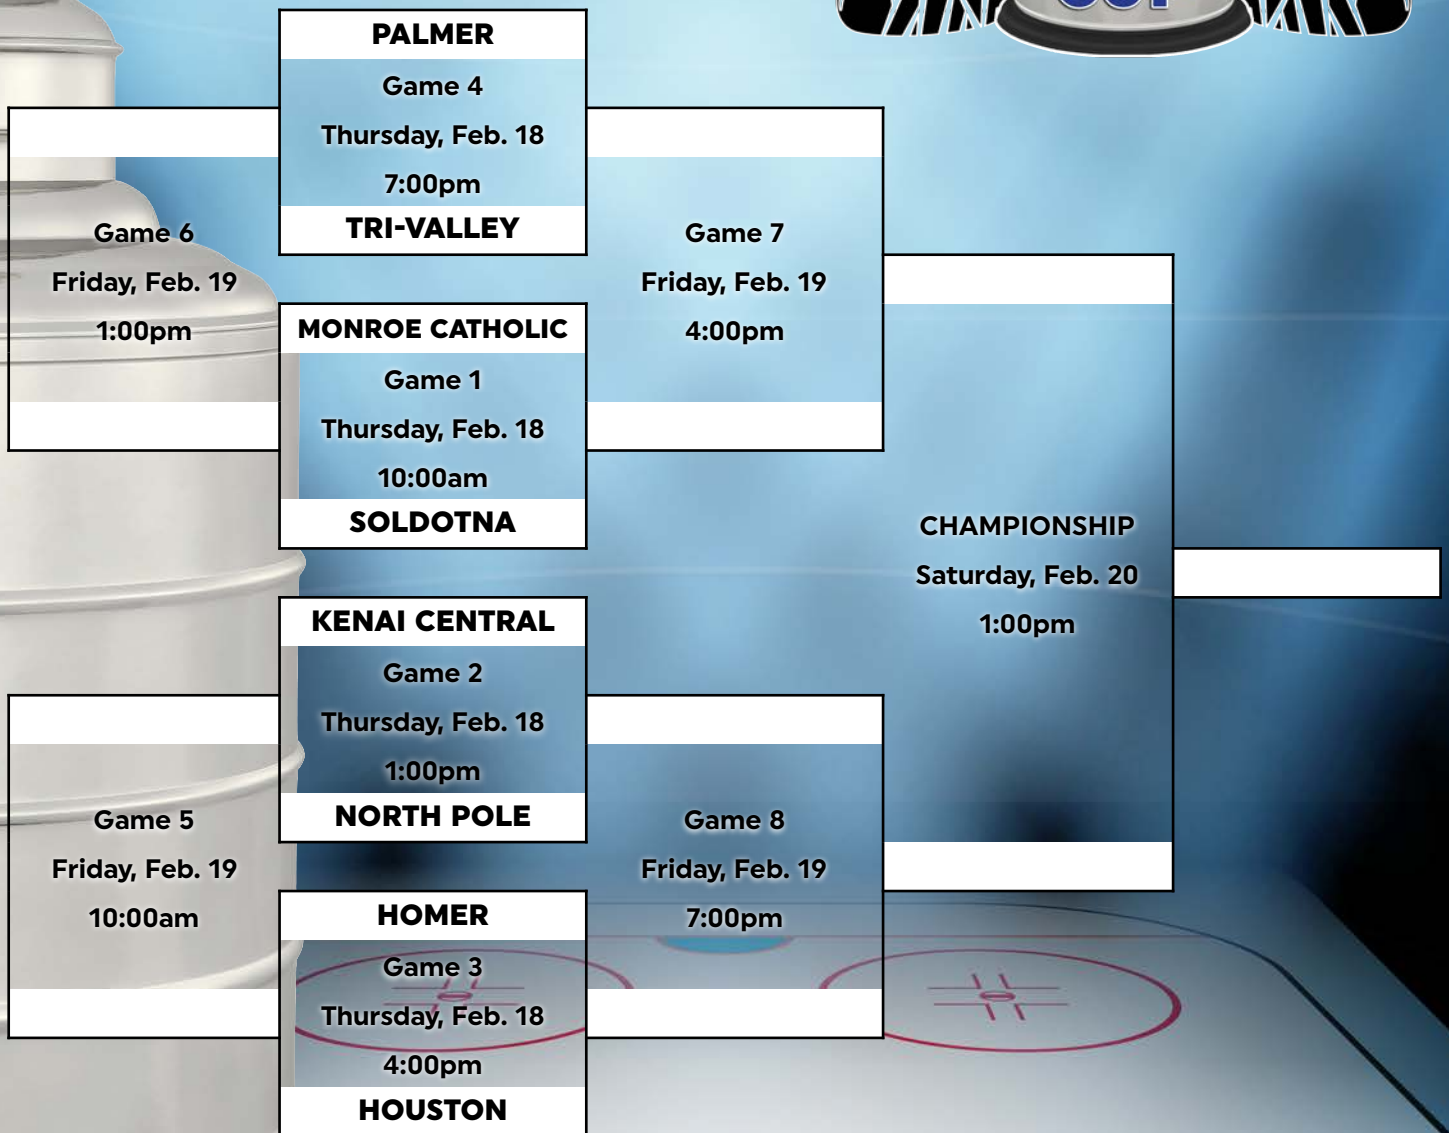 CUP
PALMER
Game 4
Thursday, Feb. 18
7:00pm
TRI-VALLEY
Game 6
Friday, Feb. 19
1:00pm
Game 7
Friday, Feb. 19
4:00pm
MONROE CATHOLIC
Game 1
Thursday, Feb. 18
10:00am
SOLDOTNA
CHAMPIONSHIP
Saturday, Feb. 20
1:00pm
KENAI CENTRAL
Game 2
Thursday, Feb. 18
1:00pm
NORTH POLE
Game 5
Friday, Feb. 19
10:00am
Game 8
Friday, Feb. 19
7:00pm
HOMER
Game 3
Thursday, Feb. 18
4:00pm
HOUSTON